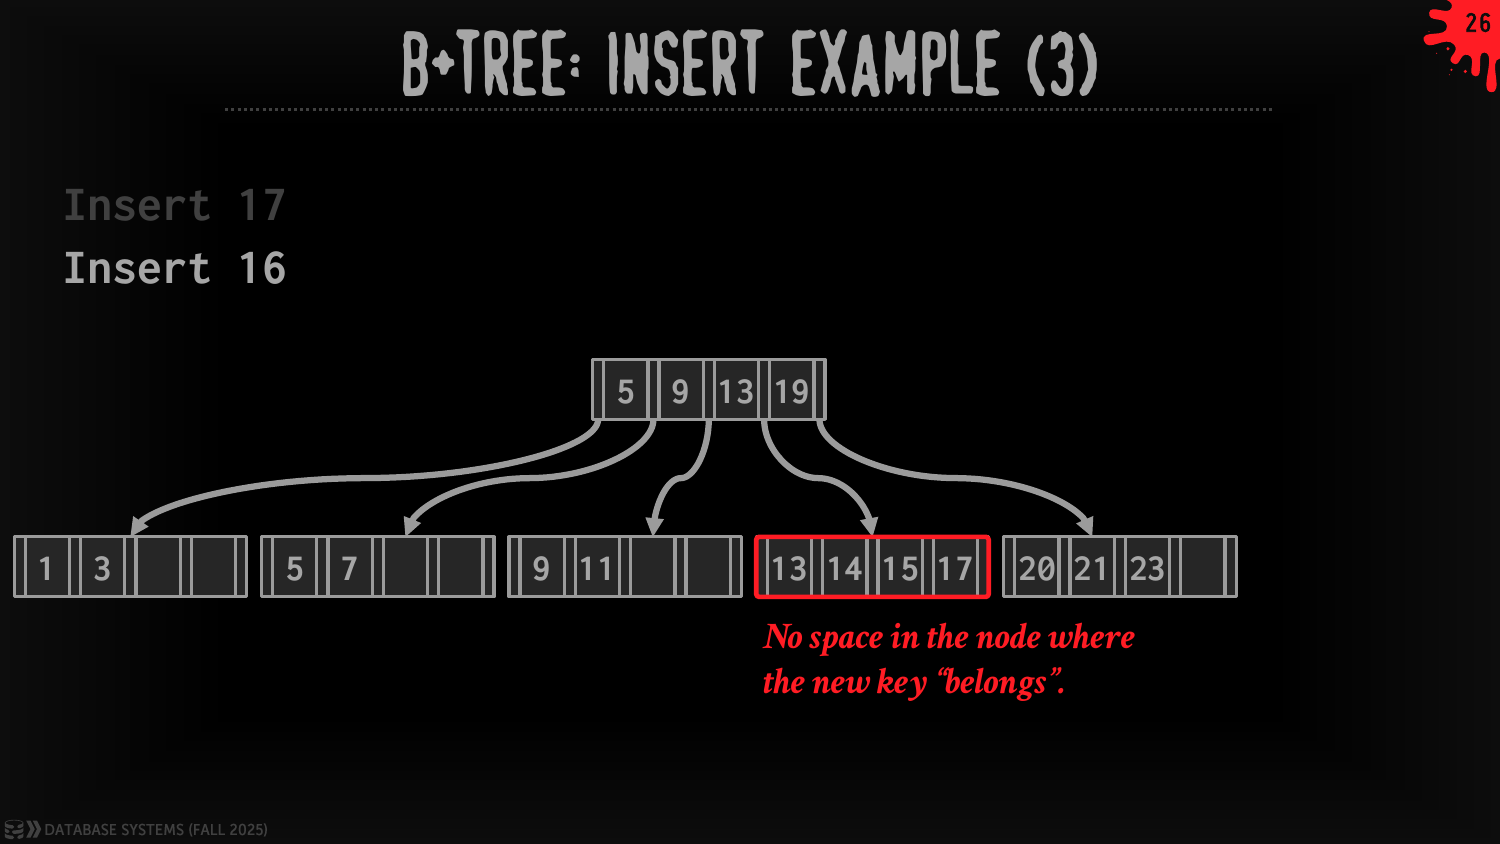 26
B+TREE: INSERT EXAMPLE (3)
Insert 17
Insert 16
5 9 13 19
1 3 5 7 9 11 13 14 15 17 20 21 23
No space in the node where
the new key “belongs”.
DATABASE SYSTEMS (FALL 2025)